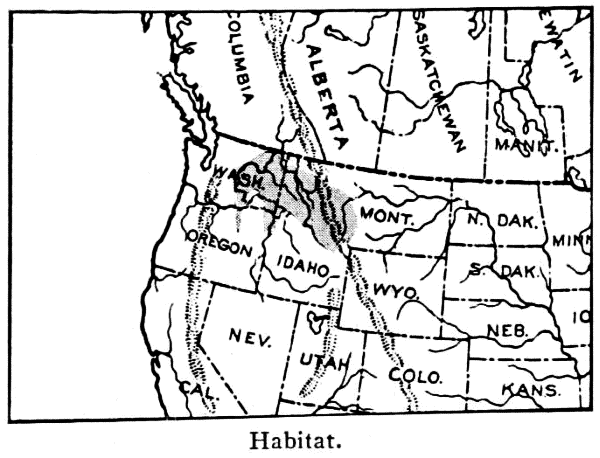 COLUMBIA
ALBERTA
SASKATCHEWAN
EWATIN
MANIT.
WASH.
MONT.
N. DAK.
OREGON
IDAHO
MINN
S. DAK.
WYO.
IO
NEV.
NEB.
UTAH
CAL.
COLO.
KANS.
Habitat.